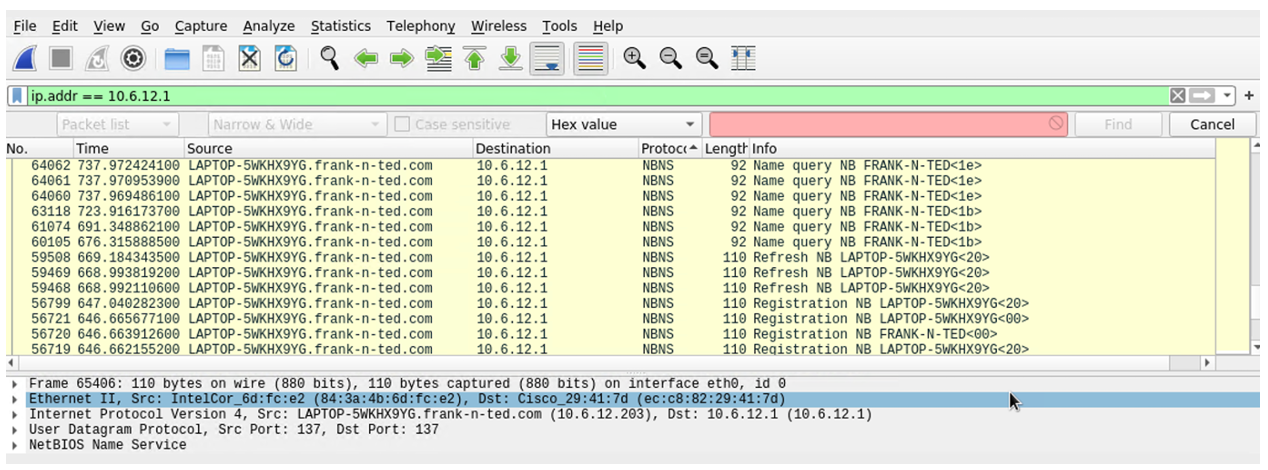 File Edit View Go Capture Analyze Statistics Telephony Wireless Tools Help
ip.addr == 10.6.12.1
Packet list Narrow & Wide Case sensitive Hex value Find Cancel
No. Time Source Destination Protoc Length Info
64062 737.972424100 LAPTOP-5WKHX9YG.frank-n-ted.com 10.6.12.1 NBNS 92 Name query NB FRANK-N-TED<1e>
64061 737.970953900 LAPTOP-5WKHX9YG.frank-n-ted.com 10.6.12.1 NBNS 92 Name query NB FRANK-N-TED<1e>
64060 737.969486100 LAPTOP-5WKHX9YG.frank-n-ted.com 10.6.12.1 NBNS 92 Name query NB FRANK-N-TED<1e>
63118 723.916173700 LAPTOP-5WKHX9YG.frank-n-ted.com 10.6.12.1 NBNS 92 Name query NB FRANK-N-TED<1b>
61074 691.348862100 LAPTOP-5WKHX9YG.frank-n-ted.com 10.6.12.1 NBNS 92 Name query NB FRANK-N-TED<1b>
60105 676.315888500 LAPTOP-5WKHX9YG.frank-n-ted.com 10.6.12.1 NBNS 92 Name query NB FRANK-N-TED<1b>
59508 669.184343500 LAPTOP-5WKHX9YG.frank-n-ted.com 10.6.12.1 NBNS 110 Refresh NB LAPTOP-5WKHX9YG<20>
59469 668.993819200 LAPTOP-5WKHX9YG.frank-n-ted.com 10.6.12.1 NBNS 110 Refresh NB LAPTOP-5WKHX9YG<20>
59468 668.992110600 LAPTOP-5WKHX9YG.frank-n-ted.com 10.6.12.1 NBNS 110 Refresh NB LAPTOP-5WKHX9YG<20>
56799 647.040282300 LAPTOP-5WKHX9YG.frank-n-ted.com 10.6.12.1 NBNS 110 Registration NB LAPTOP-5WKHX9YG<20>
56721 646.665677100 LAPTOP-5WKHX9YG.frank-n-ted.com 10.6.12.1 NBNS 110 Registration NB LAPTOP-5WKHX9YG<00>
56720 646.663912600 LAPTOP-5WKHX9YG.frank-n-ted.com 10.6.12.1 NBNS 110 Registration NB FRANK-N-TED<00>
56719 646.662155200 LAPTOP-5WKHX9YG.frank-n-ted.com 10.6.12.1 NBNS 110 Registration NB LAPTOP-5WKHX9YG<20>
Frame 65406: 110 bytes on wire (880 bits), 110 bytes captured (880 bits) on interface eth0, id 0
Ethernet II, Src: IntelCor_6d:fc:e2 (84:3a:4b:6d:fc:e2), Dst: Cisco_29:41:7d (ec:c8:82:29:41:7d)
Internet Protocol Version 4, Src: LAPTOP-5WKHX9YG.frank-n-ted.com (10.6.12.203), Dst: 10.6.12.1 (10.6.12.1)
User Datagram Protocol, Src Port: 137, Dst Port: 137
NetBIOS Name Service